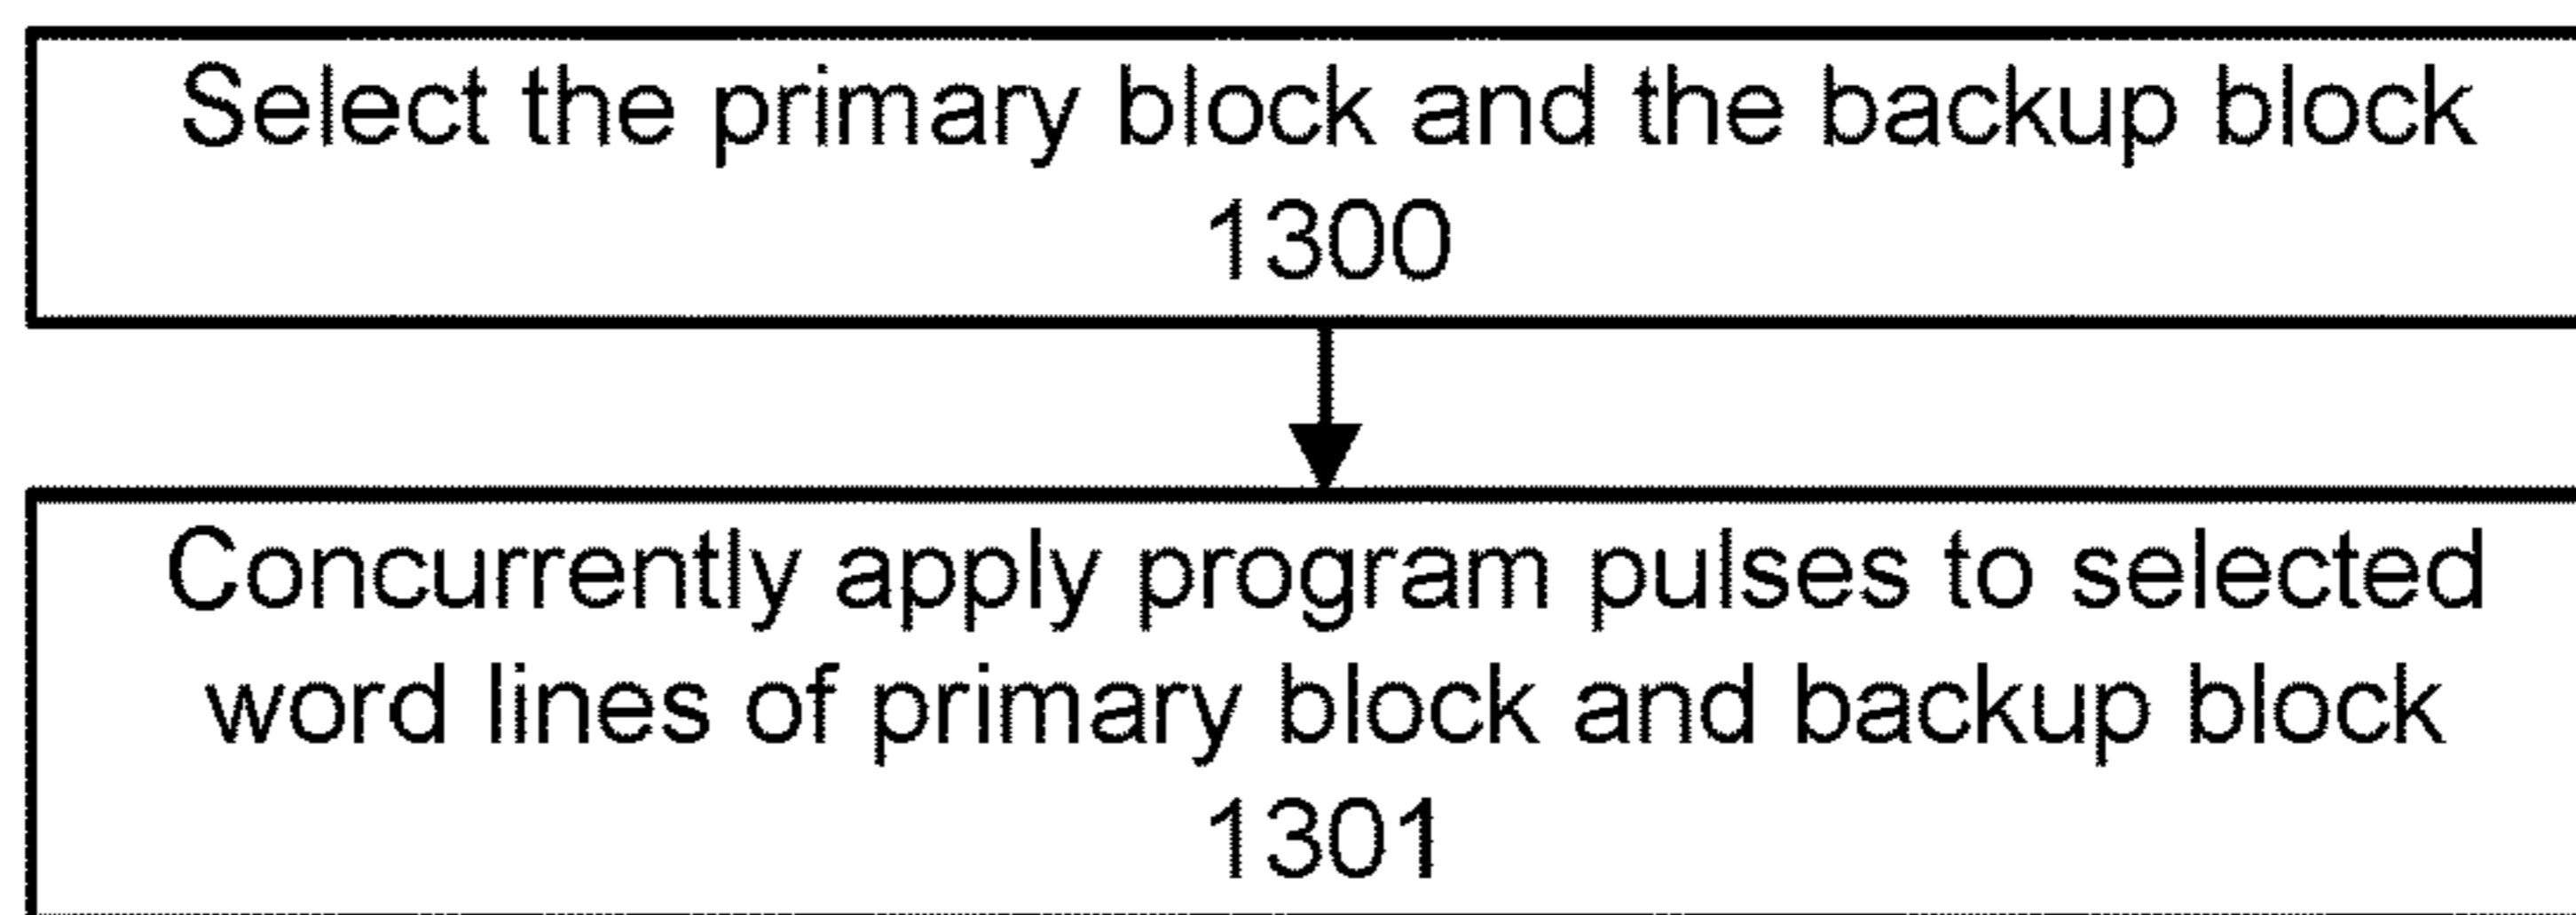 Select the primary block and the backup block
1300
Concurrently apply program pulses to selected
word lines of primary block and backup block
1301